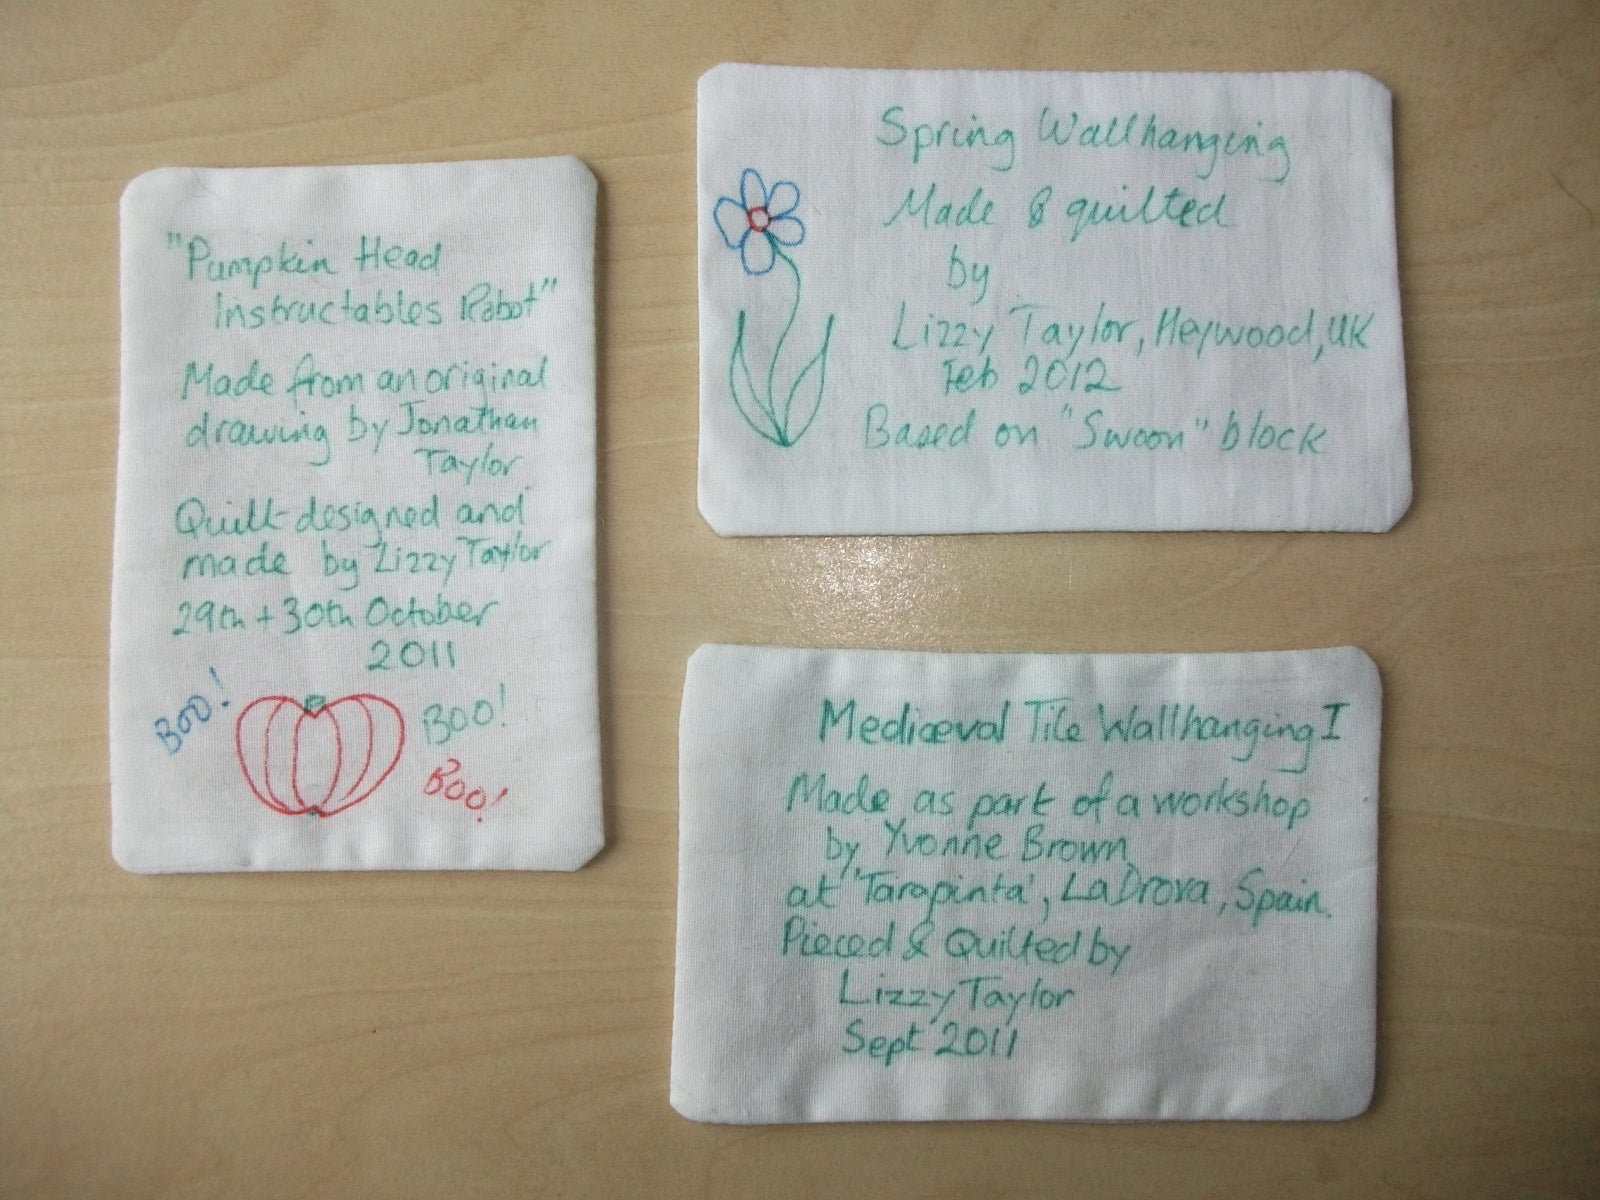 "Pumpkin Head
Instructables Robot"
Made from an original
drawing by Jonathan
Taylor
Quilt designed and
made by Lizzy Taylor
29th + 30th October
2011
BOO!
BOO!
BOO!
Spring Wallhanging
Made & quilted
by
Lizzy Taylor, Heywood, UK
Feb 2012
Based on "Swoon" block
Mediæval Tile Wallhanging I
Made as part of a workshop
by Yvonne Brown
at 'Tarapinta', LaDrova, Spain.
Pieced & Quilted by
Lizzy Taylor
Sept 2011